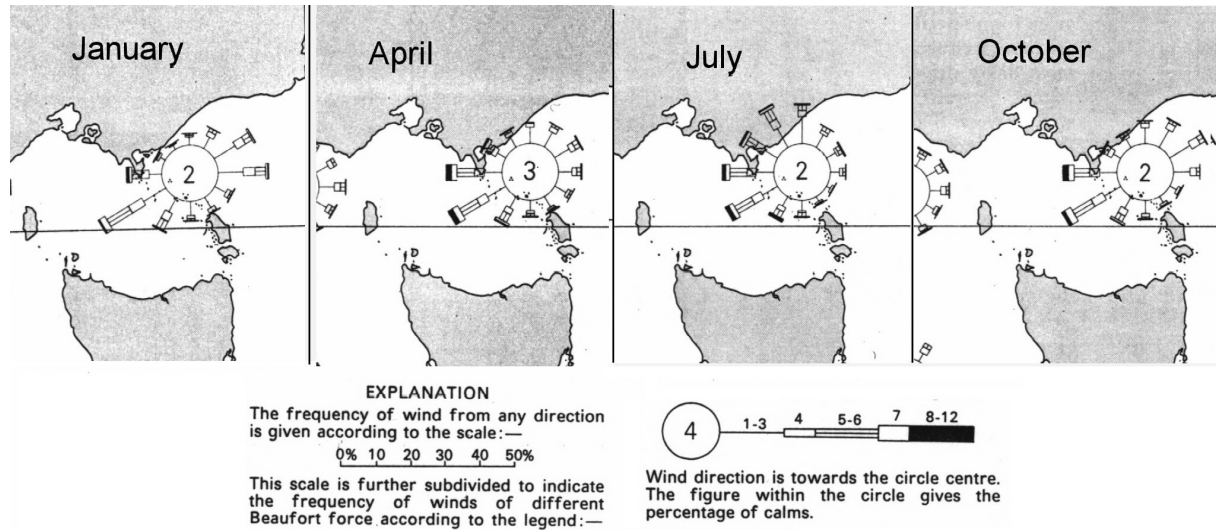 January
April
July
October
2
3
2
2
EXPLANATION
The frequency of wind from any direction
is given according to the scale:—
0% 10 20 30 40 50%
This scale is further subdivided to indicate
the frequency of winds of different
Beaufort force according to the legend:—
4 1-3 4 5-6 7 8-12
Wind direction is towards the circle centre.
The figure within the circle gives the
percentage of calms.